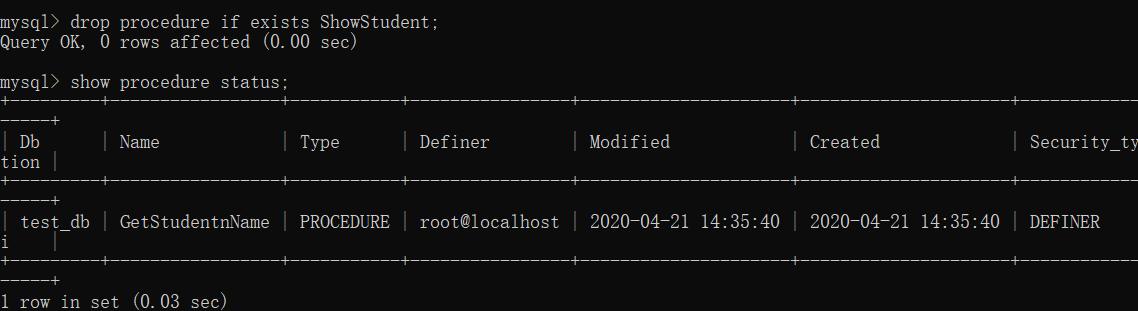 mysql> drop procedure if exists ShowStudent;
Query OK, 0 rows affected (0.00 sec)
mysql> show procedure status;
+---------+-----------------+-----------+----------------+---------------------+---------------------+------------
-----+
| Db      | Name            | Type      | Definer        | Modified            | Created             | Security_ty
tion |
+---------+-----------------+-----------+----------------+---------------------+---------------------+------------
-----+
| test_db | GetStudentnName | PROCEDURE | root@localhost | 2020-04-21 14:35:40 | 2020-04-21 14:35:40 | DEFINER
i    |
+---------+-----------------+-----------+----------------+---------------------+---------------------+------------
-----+
1 row in set (0.03 sec)